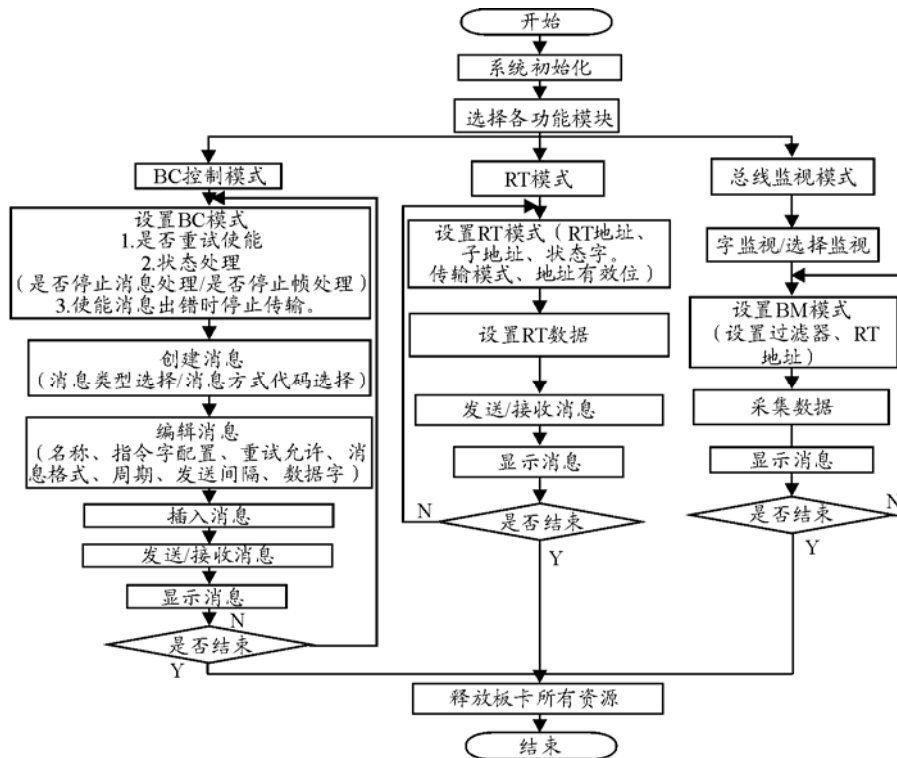 开始
系统初始化
选择各功能模块
BC控制模式
设置BC模式
1.是否重试使能
2.状态处理
(是否停止消息处理/是否停止帧处理)
3.使能消息出错时停止传输。
创建消息
(消息类型选择/消息方式代码选择)
编辑消息
(名称、指令字配置、重试允许、消
息格式、周期、发送间隔、数据字)
插入消息
发送/接收消息
显示消息
N
是否结束
Y
RT模式
设置RT模式(RT地址、
子地址、状态字。
传输模式、地址有效位)
设置RT数据
发送/接收消息
显示消息
N
是否结束
Y
总线监视模式
字监视/选择监视
设置BM模式
(设置过滤器、RT
地址)
采集数据
显示消息
N
是否结束
Y
释放板卡所有资源
结束